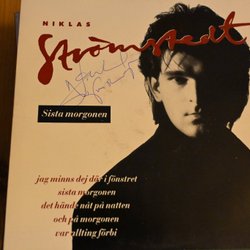 NIKLAS
Strömstedt
Sista morgonen
jag minns dej där i fönstret
sista morgonen
det hände nåt på natten
och på morgonen
var allting förbi